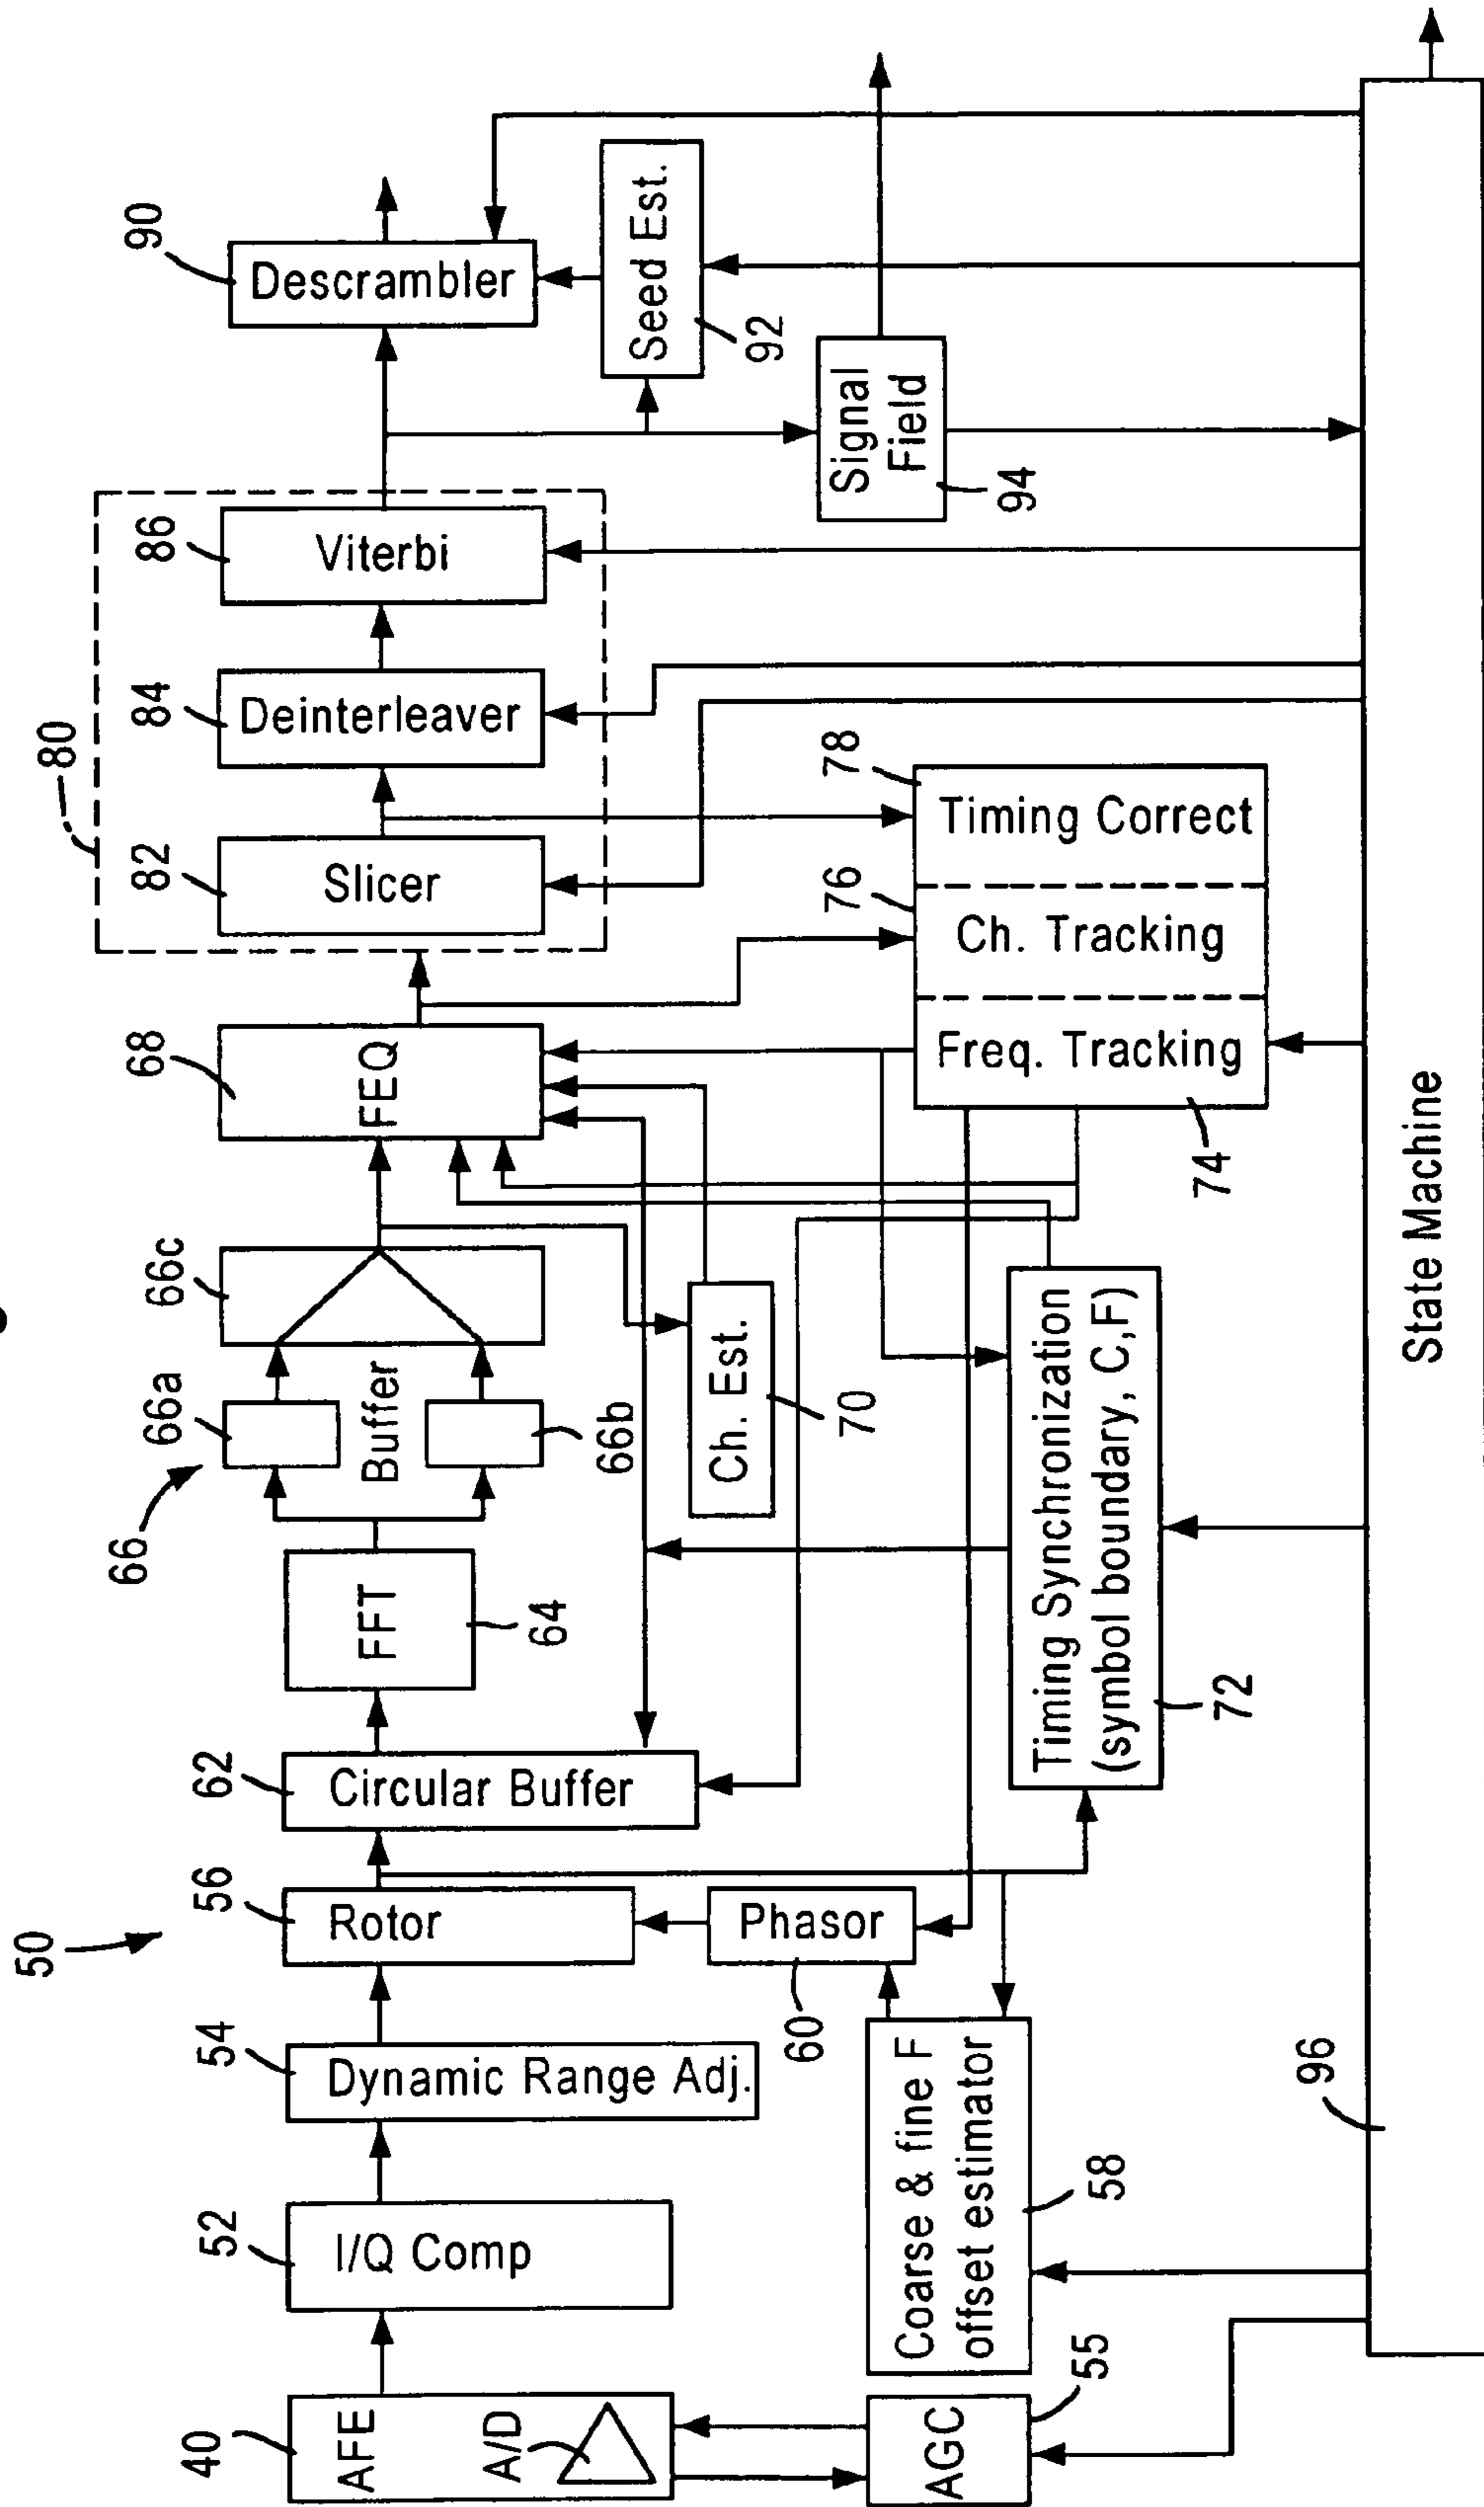 50
40
AFE
A/D
52
I/Q Comp
54
Dynamic Range Adj.
56
Rotor
62
Circular Buffer
FFT
64
66
66a
Buffer
66b
66c
68
FEQ
80
82
Slicer
84
Deinterleaver
86
Viterbi
90
Descrambler
Seed Est.
92
Signal
Field
94
AGC
55
Coarse & fine F
offset estimator
58
60
Phasor
Ch. Est.
70
Timing Synchronization
(symbol boundary, C,F)
72
Freq. Tracking
74
76
Ch. Tracking
78
Timing Correct
96
State Machine